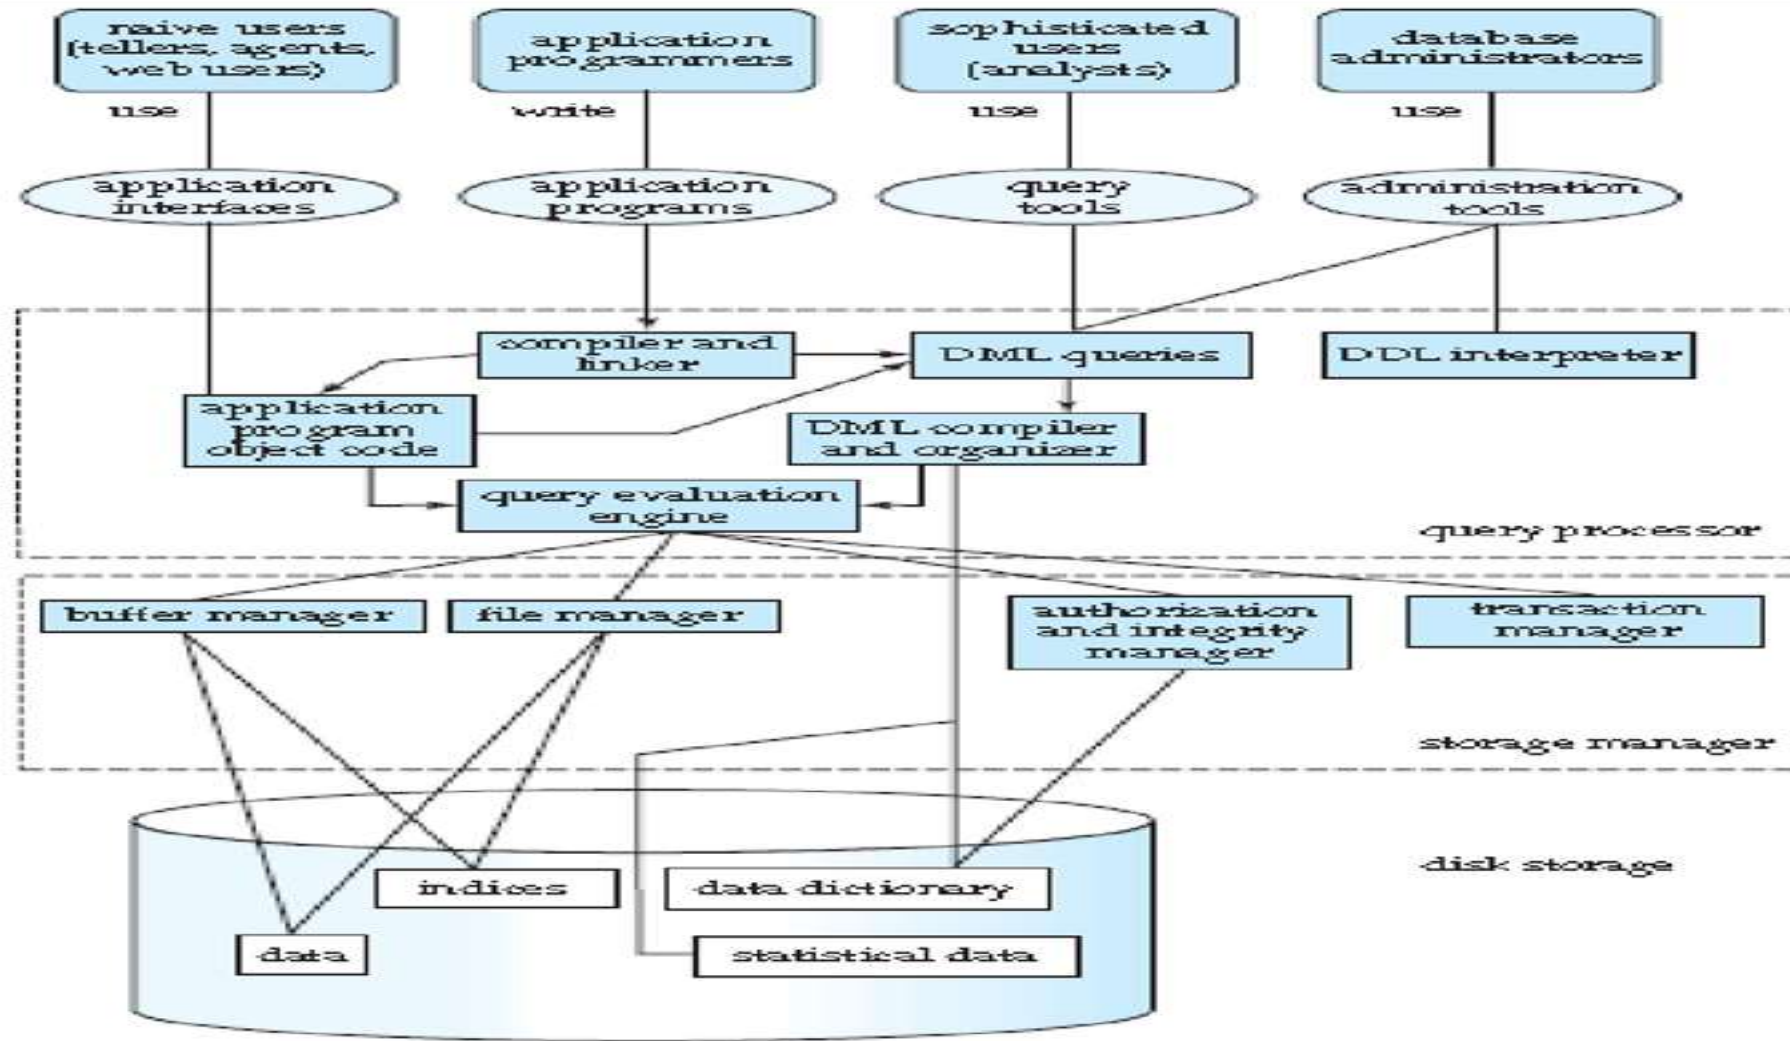 naive users
(tellers, agents,
web users)
application
programmers
sophisticated
users
(analysts)
database
administrators
use
write
use
use
application
interfaces
application
programs
query
tools
administration
tools
compiler and
linker
DML queries
DDL interpreter
application
program
object code
DML compiler
and organizer
query evaluation
engine
query processor
buffer manager
file manager
authorization
and integrity
manager
transaction
manager
storage manager
disk storage
indices
data dictionary
data
statistical data